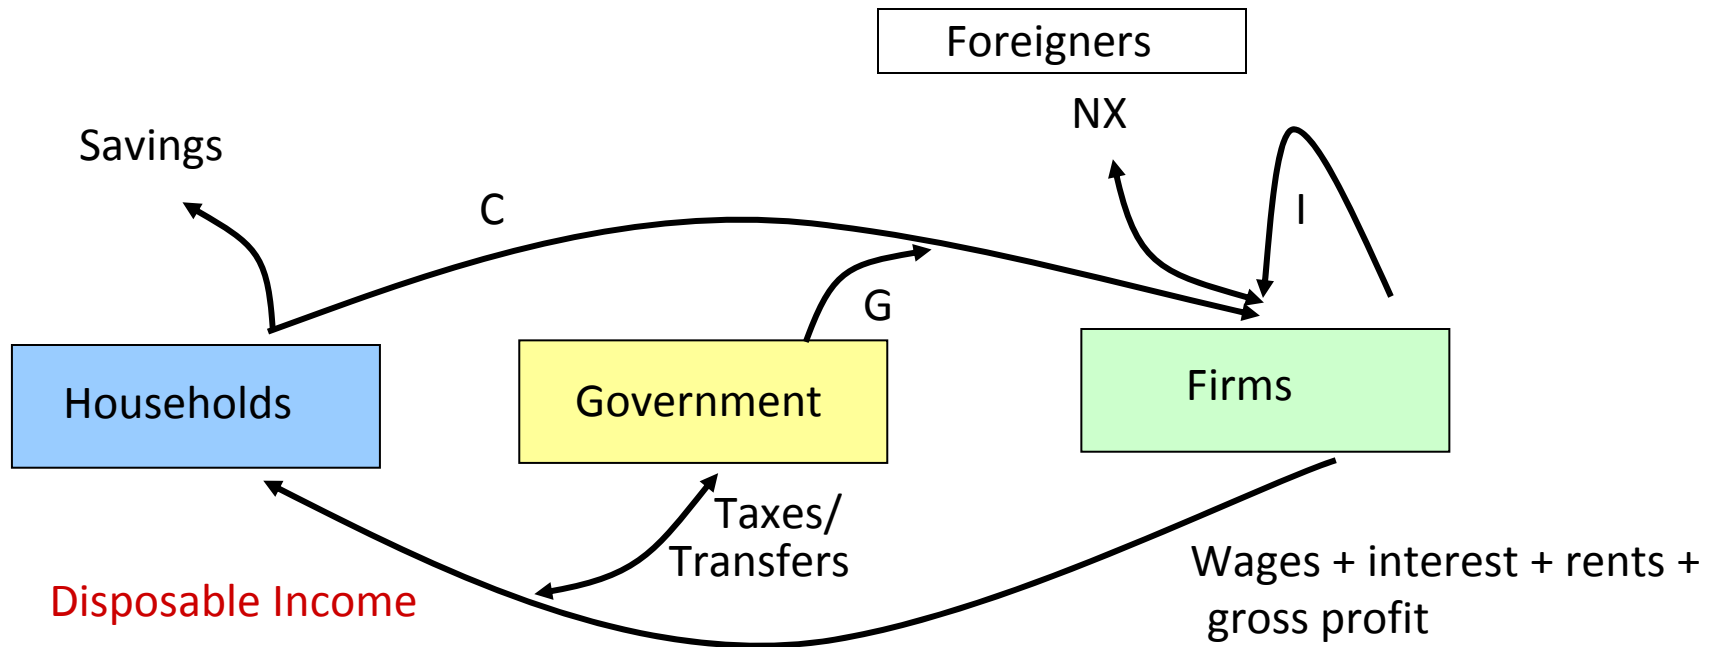 Foreigners
NX
Savings
C
I
G
Households
Government
Firms
Taxes/
Transfers
Wages + interest + rents +
gross profit
Disposable Income